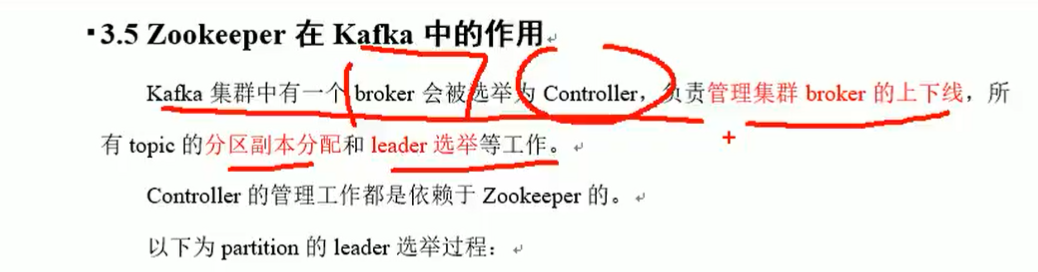 ▪3.5 Zookeeper 在 Kafka 中的作用
Kafka 集群中有一个 broker 会被选举为 Controller，负责管理集群 broker 的上下线，所
有 topic 的分区副本分配和 leader 选举等工作。
Controller 的管理工作都是依赖于 Zookeeper 的。
以下为 partition 的 leader 选举过程：